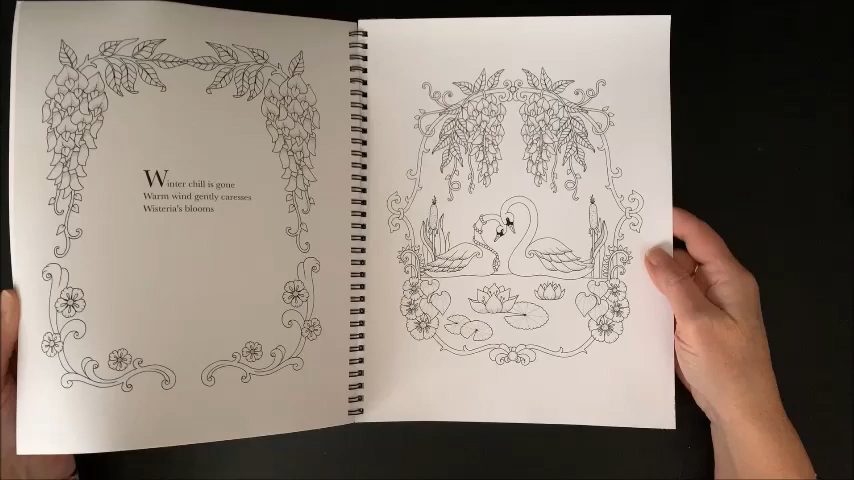 Winter chill is gone
Warm wind gently caresses
Wisteria's blooms